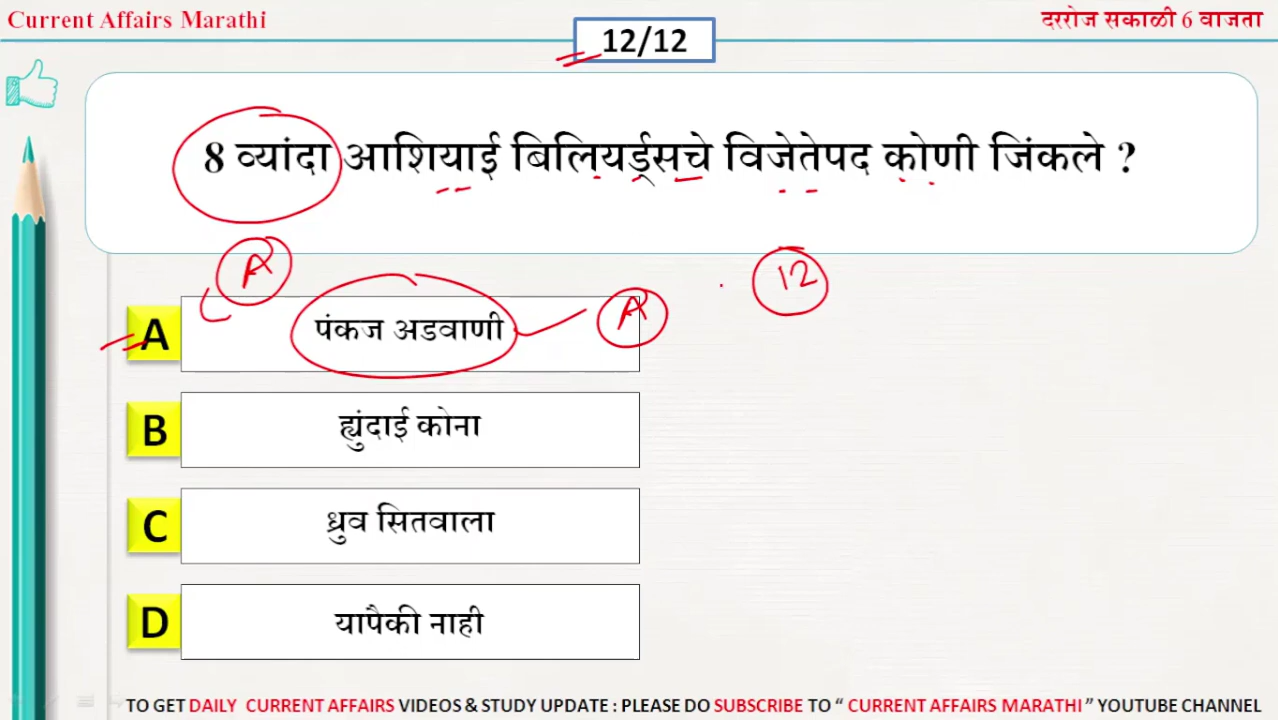 Current Affairs Marathi
दररोज सकाळी 6 वाजता
12/12
8 व्यांदा आशियाई बिलियर्ड्सचे विजेतेपद कोणी जिंकले ?
A
12
A पंकज अडवाणी A
B ह्युंदाई कोना
C ध्रुव सितवाला
D यापैकी नाही
TO GET DAILY CURRENT AFFAIRS VIDEOS & STUDY UPDATE : PLEASE DO SUBSCRIBE TO “ CURRENT AFFAIRS MARATHI ” YOUTUBE CHANNEL